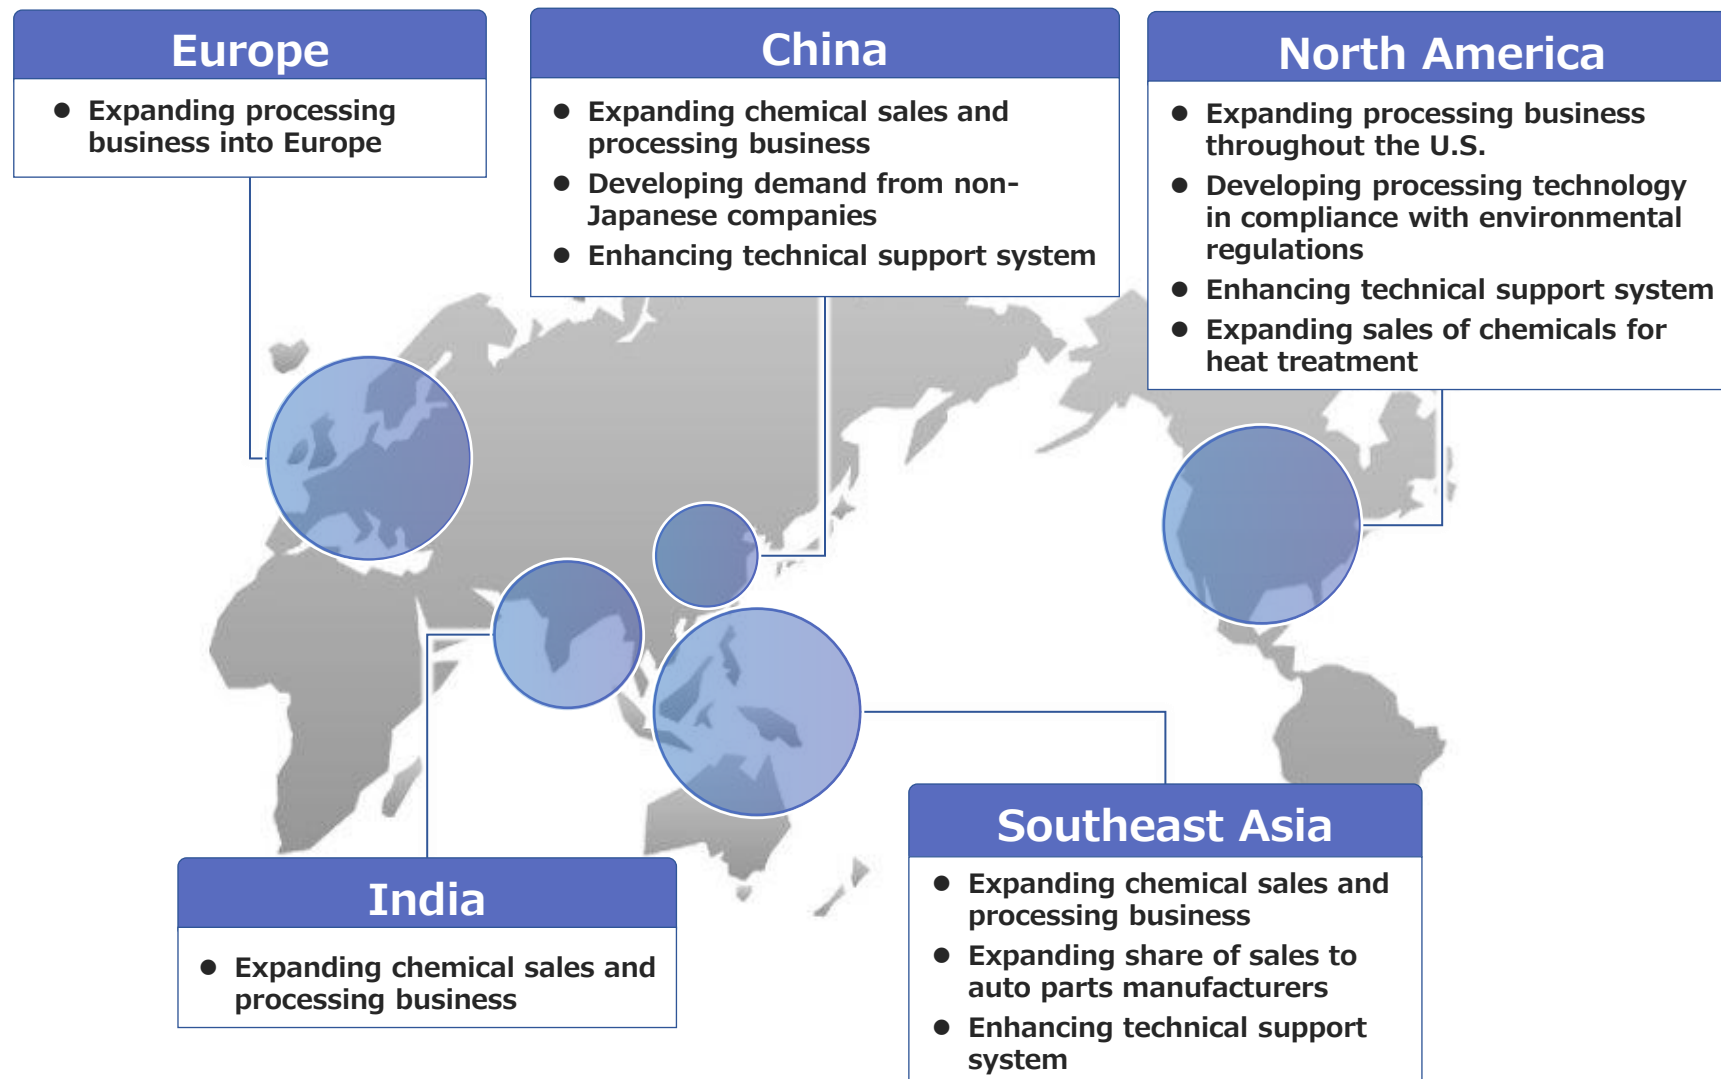 Europe
● Expanding processing
business into Europe
China
● Expanding chemical sales and
processing business
● Developing demand from non-
Japanese companies
● Enhancing technical support system
North America
● Expanding processing business
throughout the U.S.
● Developing processing technology
in compliance with environmental
regulations
● Enhancing technical support system
● Expanding sales of chemicals for
heat treatment
India
● Expanding chemical sales and
processing business
Southeast Asia
● Expanding chemical sales and
processing business
● Expanding share of sales to
auto parts manufacturers
● Enhancing technical support
system